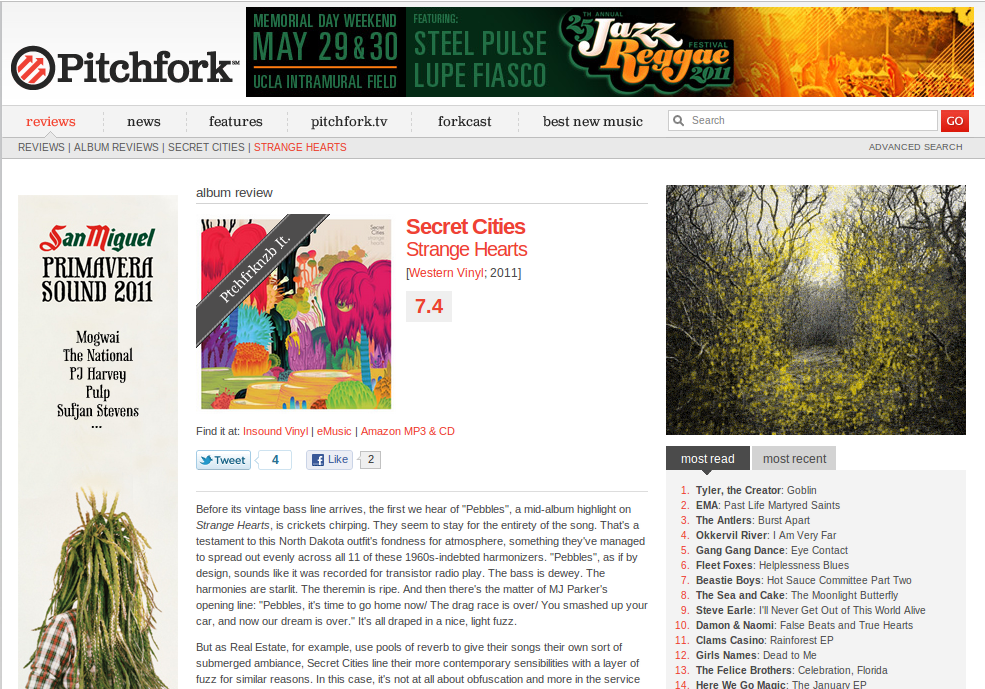 Pitchfork SM
MEMORIAL DAY WEEKEND
MAY 29 & 30
UCLA INTRAMURAL FIELD
FEATURING:
STEEL PULSE
LUPE FIASCO
25TH ANNUAL
Jazz
Reggae
FESTIVAL
2011
reviews
news
features
pitchfork.tv
forkcast
best new music
Search
GO
REVIEWS | ALBUM REVIEWS | SECRET CITIES | STRANGE HEARTS
ADVANCED SEARCH
San Miguel
PRIMAVERA
SOUND 2011
Mogwai
The National
PJ Harvey
Pulp
Sufjan Stevens
...
album review
Secret
Cities
strange
hearts
Ptchfrknzb It.
Secret Cities
Strange Hearts
[Western Vinyl; 2011]
7.4
Find it at: Insound Vinyl | eMusic | Amazon MP3 & CD
Tweet 4
Like 2
Before its vintage bass line arrives, the first we hear of "Pebbles", a mid-album highlight on
Strange Hearts, is crickets chirping. They seem to stay for the entirety of the song. That's a
testament to this North Dakota outfit's fondness for atmosphere, something they've managed
to spread out evenly across all 11 of these 1960s-indebted harmonizers. "Pebbles", as if by
design, sounds like it was recorded for transistor radio play. The bass is dewey. The
harmonies are starlit. The theremin is ripe. And then there's the matter of MJ Parker's
opening line: "Pebbles, it's time to go home now/ The drag race is over/ You smashed up your
car, and now our dream is over." It's all draped in a nice, light fuzz.
But as Real Estate, for example, use pools of reverb to give their songs their own sort of
submerged ambiance, Secret Cities line their more contemporary sensibilities with a layer of
fuzz for similar reasons. In this case, it's not at all about obfuscation and more in the service
most read
most recent
1. Tyler, the Creator: Goblin
2. EMA: Past Life Martyred Saints
3. The Antlers: Burst Apart
4. Okkervil River: I Am Very Far
5. Gang Gang Dance: Eye Contact
6. Fleet Foxes: Helplessness Blues
7. Beastie Boys: Hot Sauce Committee Part Two
8. The Sea and Cake: The Moonlight Butterfly
9. Steve Earle: I'll Never Get Out of This World Alive
10. Damon & Naomi: False Beats and True Hearts
11. Clams Casino: Rainforest EP
12. Girls Names: Dead to Me
13. The Felice Brothers: Celebration, Florida
14. Here We Go Magic: The January EP